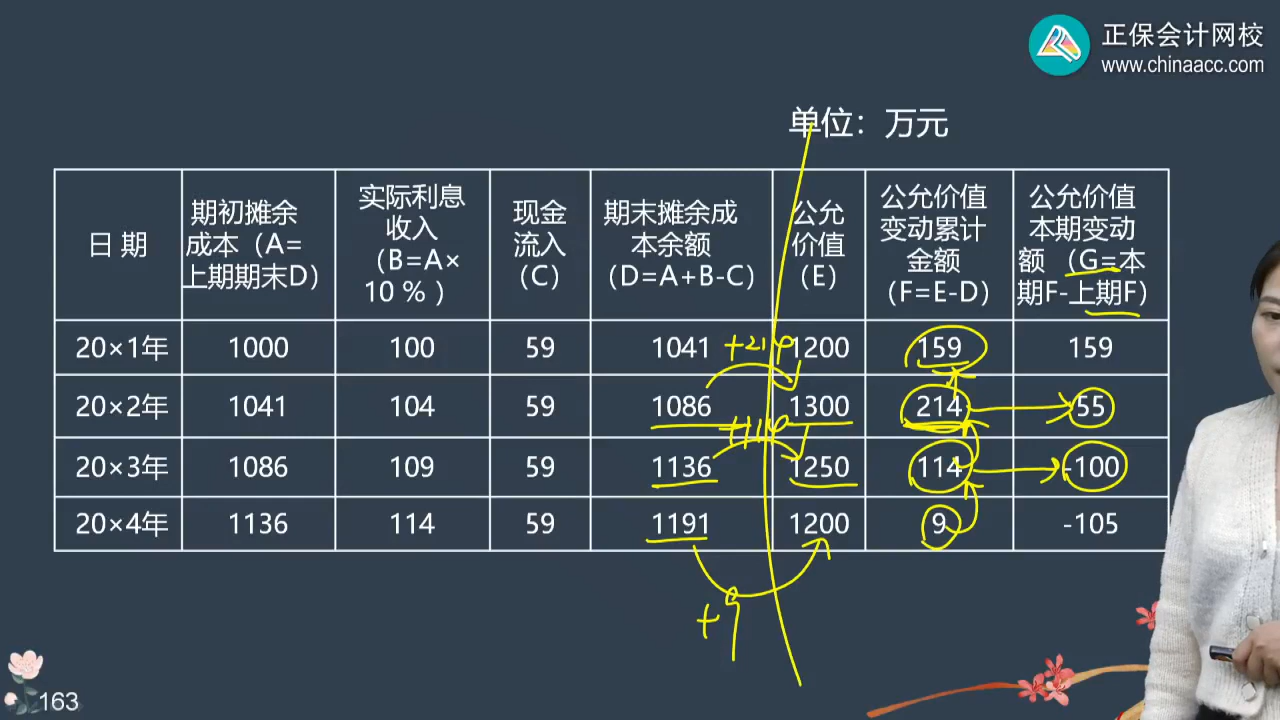 正保会计网校
www.chinaacc.com
单位：万元
日 期
期初摊余
成本（A=
上期期末D）
实际利息
收入
（B=A×
10 % ）
现金
流入
（C）
期末摊余成
本余额
（D=A+B-C）
公允
价值
（E）
公允价值
变动累计
金额
（F=E-D）
公允价值
本期变动
额（G=本
期F-上期F）
20×1年 1000 100 59 1041 1200 159 159
+214
20×2年 1041 104 59 1086 1300 214 55
+114
20×3年 1086 109 59 1136 1250 114 -100
20×4年 1136 114 59 1191 1200 9 -105
+9
163